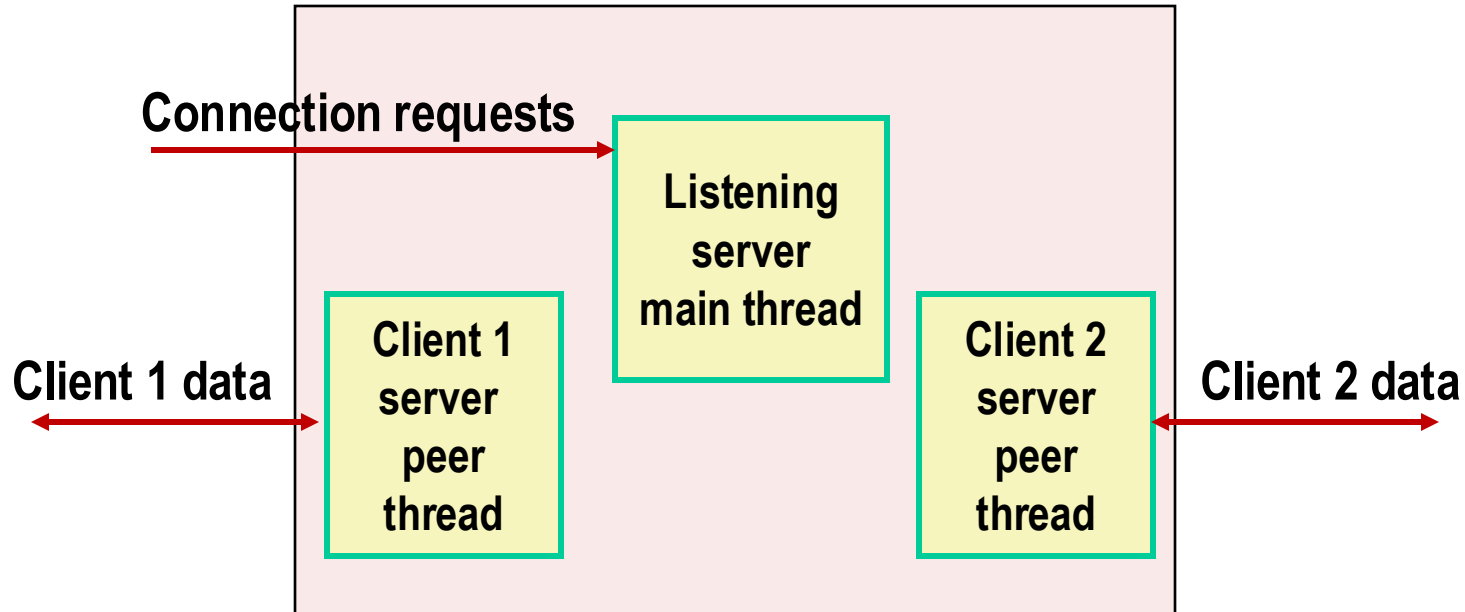 Connection requests
Listening
server
main thread
Client 1
server
peer
thread
Client 2
server
peer
thread
Client 1 data
Client 2 data